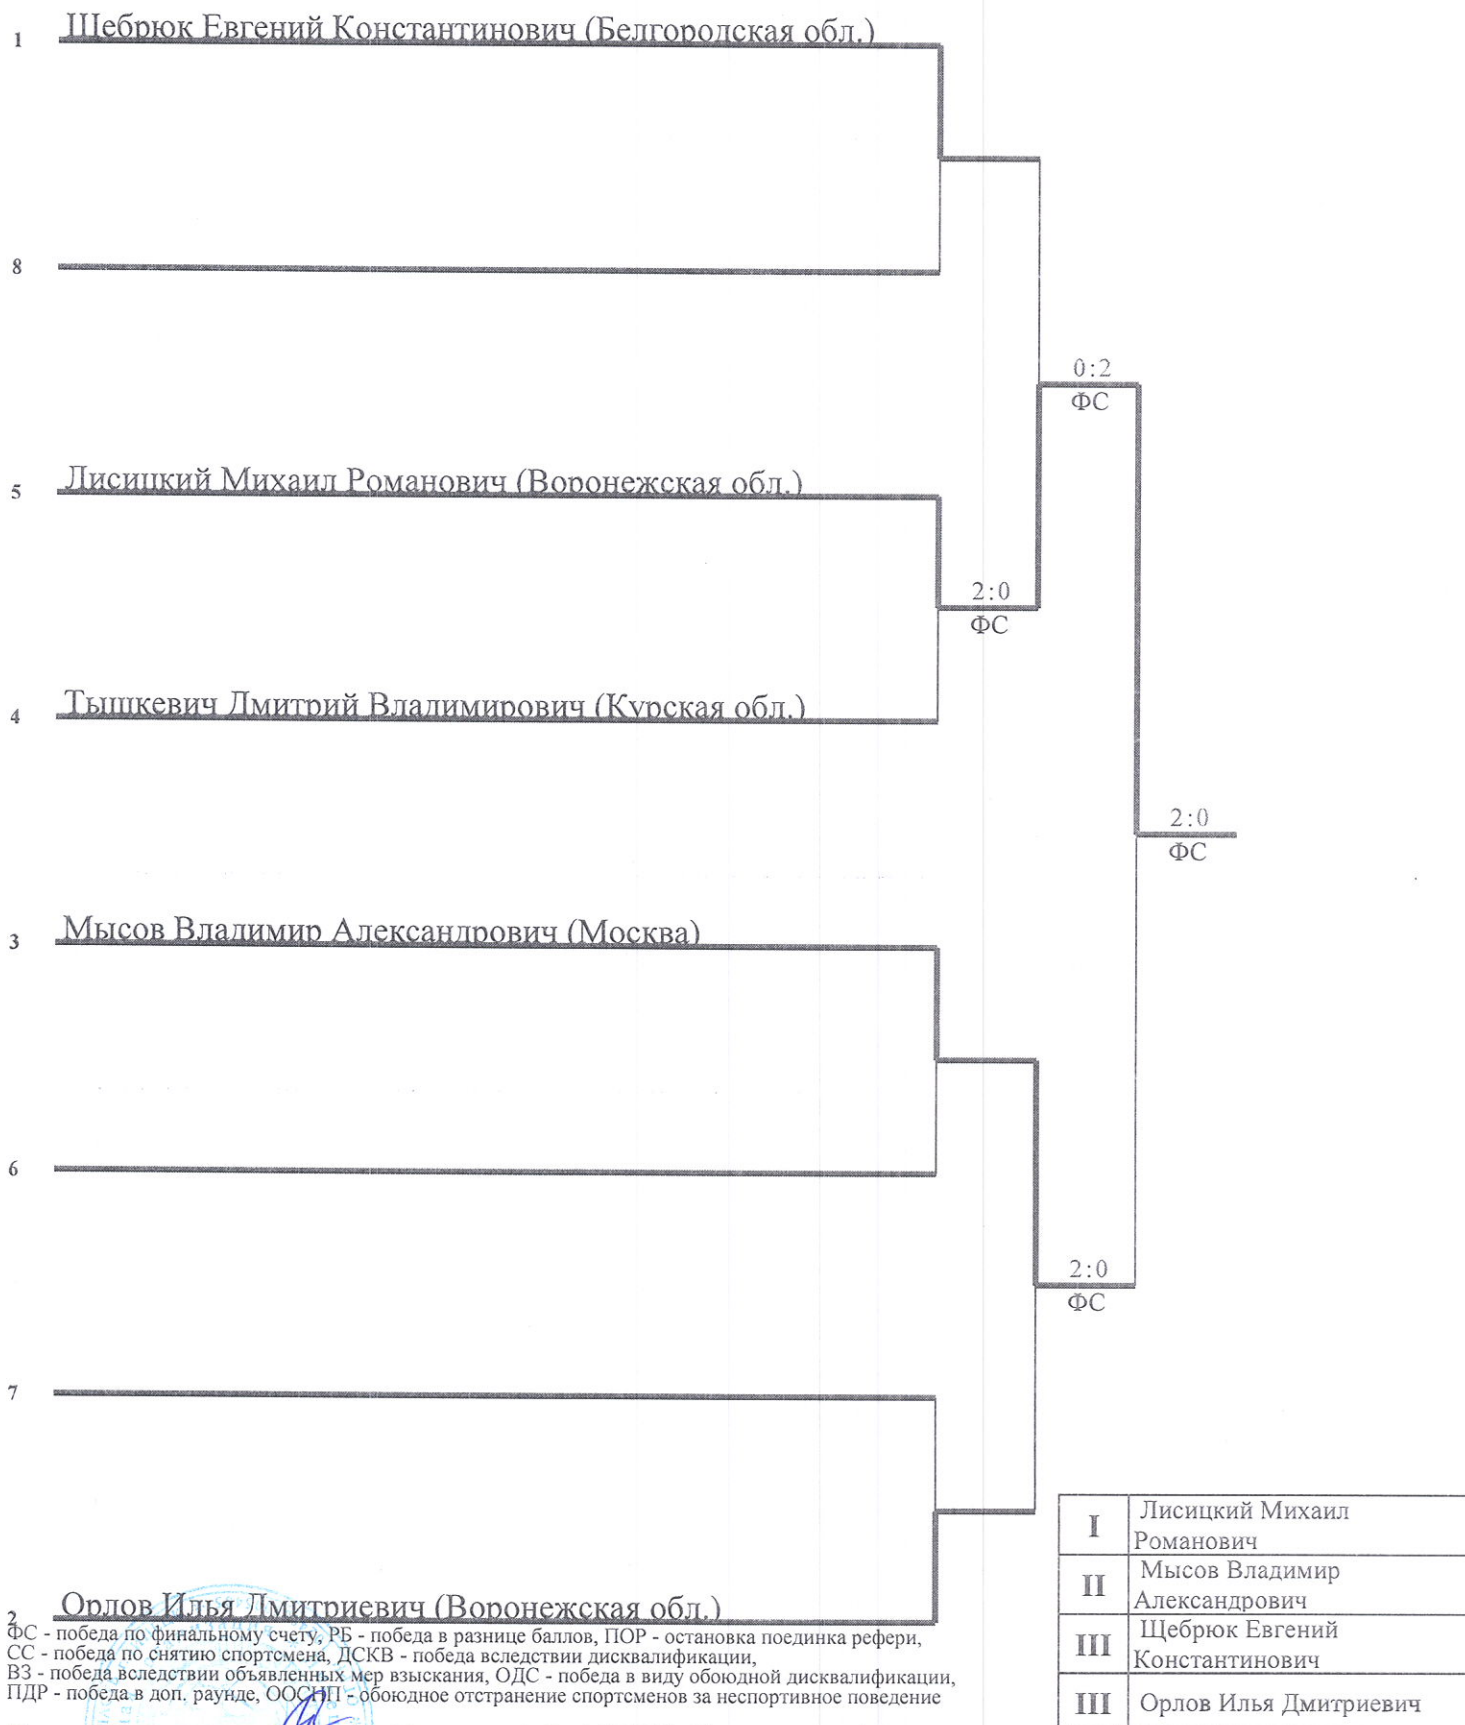 1 Щебрюк Евгений Константинович (Белгородская обл.)
8
0:2
ФС
5 Лисицкий Михаил Романович (Воронежская обл.)
2:0
ФС
4 Тышкевич Дмитрий Владимирович (Курская обл.)
2:0
ФС
3 Мысов Владимир Александрович (Москва)
6
2:0
ФС
7
2 Орлов Илья Дмитриевич (Воронежская обл.)
ФС - победа по финальному счету, РБ - победа в разнице баллов, ПОР - остановка поединка рефери,
СС - победа по снятию спортсмена, ДСКВ - победа вследствии дисквалификации,
ВЗ - победа вследствии объявленных мер взыскания, ОДС - победа в виду обоюдной дисквалификации,
ПДР - победа в доп. раунде, ООСНП - обоюдное отстранение спортсменов за неспортивное поведение
I Лисицкий Михаил
Романович
II Мысов Владимир
Александрович
III Щебрюк Евгений
Константинович
III Орлов Илья Дмитриевич